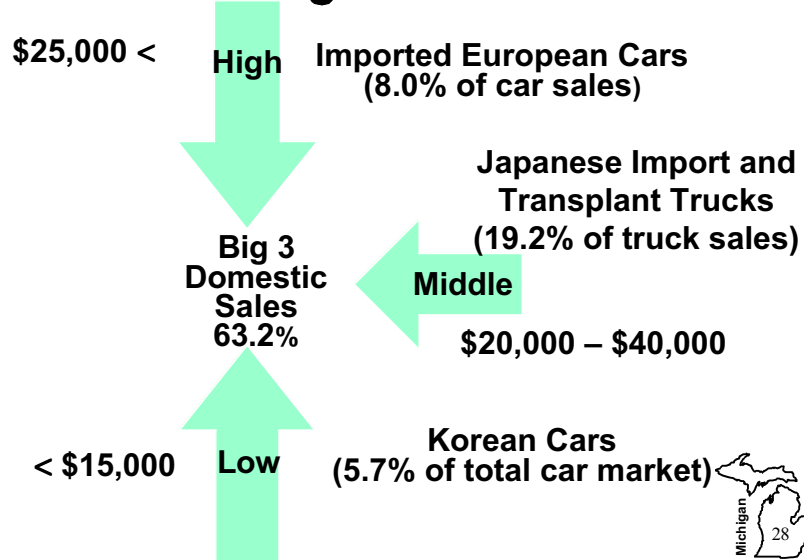 $25,000 <
High
Imported European Cars
(8.0% of car sales)
Japanese Import and
Transplant Trucks
(19.2% of truck sales)
Big 3
Domestic
Sales
63.2%
Middle
$20,000 – $40,000
< $15,000
Low
Korean Cars
(5.7% of total car market)
Michigan
28